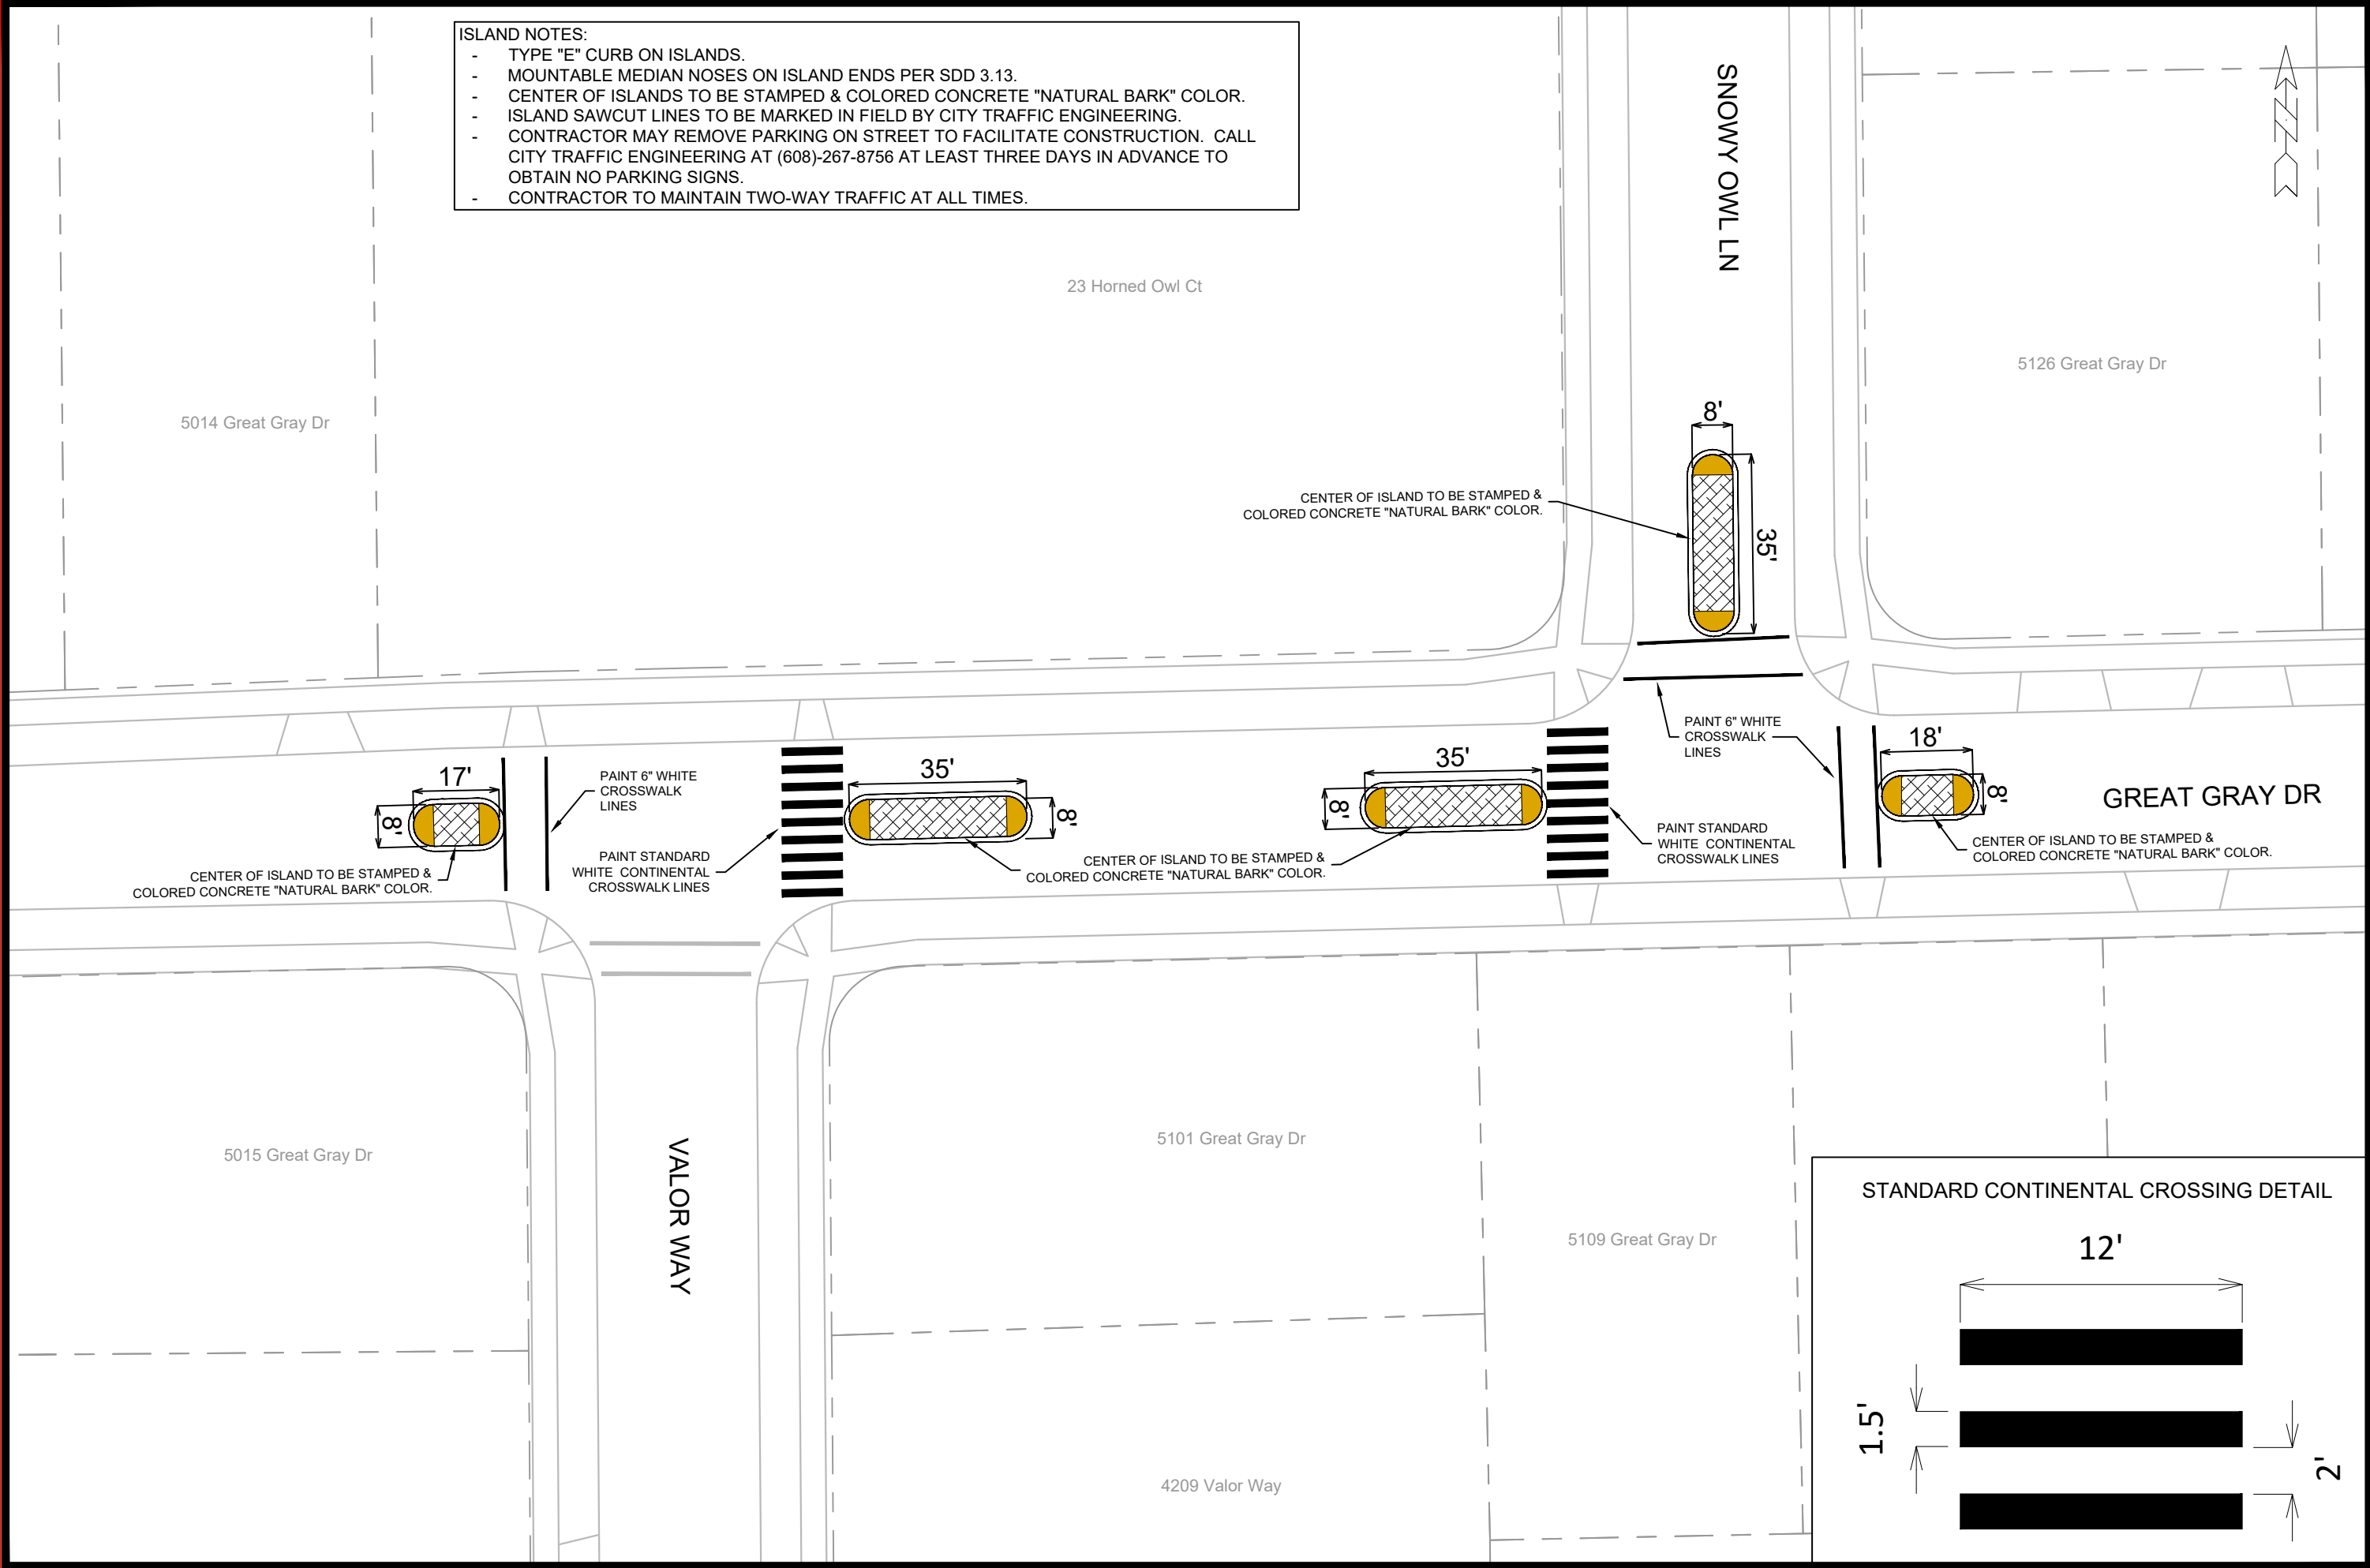 ISLAND NOTES:
- TYPE "E" CURB ON ISLANDS.
- MOUNTABLE MEDIAN NOSES ON ISLAND ENDS PER SDD 3.13.
- CENTER OF ISLANDS TO BE STAMPED & COLORED CONCRETE "NATURAL BARK" COLOR.
- ISLAND SAWCUT LINES TO BE MARKED IN FIELD BY CITY TRAFFIC ENGINEERING.
- CONTRACTOR MAY REMOVE PARKING ON STREET TO FACILITATE CONSTRUCTION. CALL
CITY TRAFFIC ENGINEERING AT (608)-267-8756 AT LEAST THREE DAYS IN ADVANCE TO
OBTAIN NO PARKING SIGNS.
- CONTRACTOR TO MAINTAIN TWO-WAY TRAFFIC AT ALL TIMES.
SNOWY OWL LN
N
23 Horned Owl Ct
5126 Great Gray Dr
5014 Great Gray Dr
8'
35'
CENTER OF ISLAND TO BE STAMPED &
COLORED CONCRETE "NATURAL BARK" COLOR.
PAINT 6" WHITE
CROSSWALK
LINES
17'
8'
PAINT 6" WHITE
CROSSWALK
LINES
35'
8'
35'
8'
18'
8'
GREAT GRAY DR
CENTER OF ISLAND TO BE STAMPED &
COLORED CONCRETE "NATURAL BARK" COLOR.
PAINT STANDARD
WHITE CONTINENTAL
CROSSWALK LINES
CENTER OF ISLAND TO BE STAMPED &
COLORED CONCRETE "NATURAL BARK" COLOR.
PAINT STANDARD
WHITE CONTINENTAL
CROSSWALK LINES
CENTER OF ISLAND TO BE STAMPED &
COLORED CONCRETE "NATURAL BARK" COLOR.
5015 Great Gray Dr
VALOR WAY
5101 Great Gray Dr
5109 Great Gray Dr
4209 Valor Way
STANDARD CONTINENTAL CROSSING DETAIL
12'
1.5'
2'